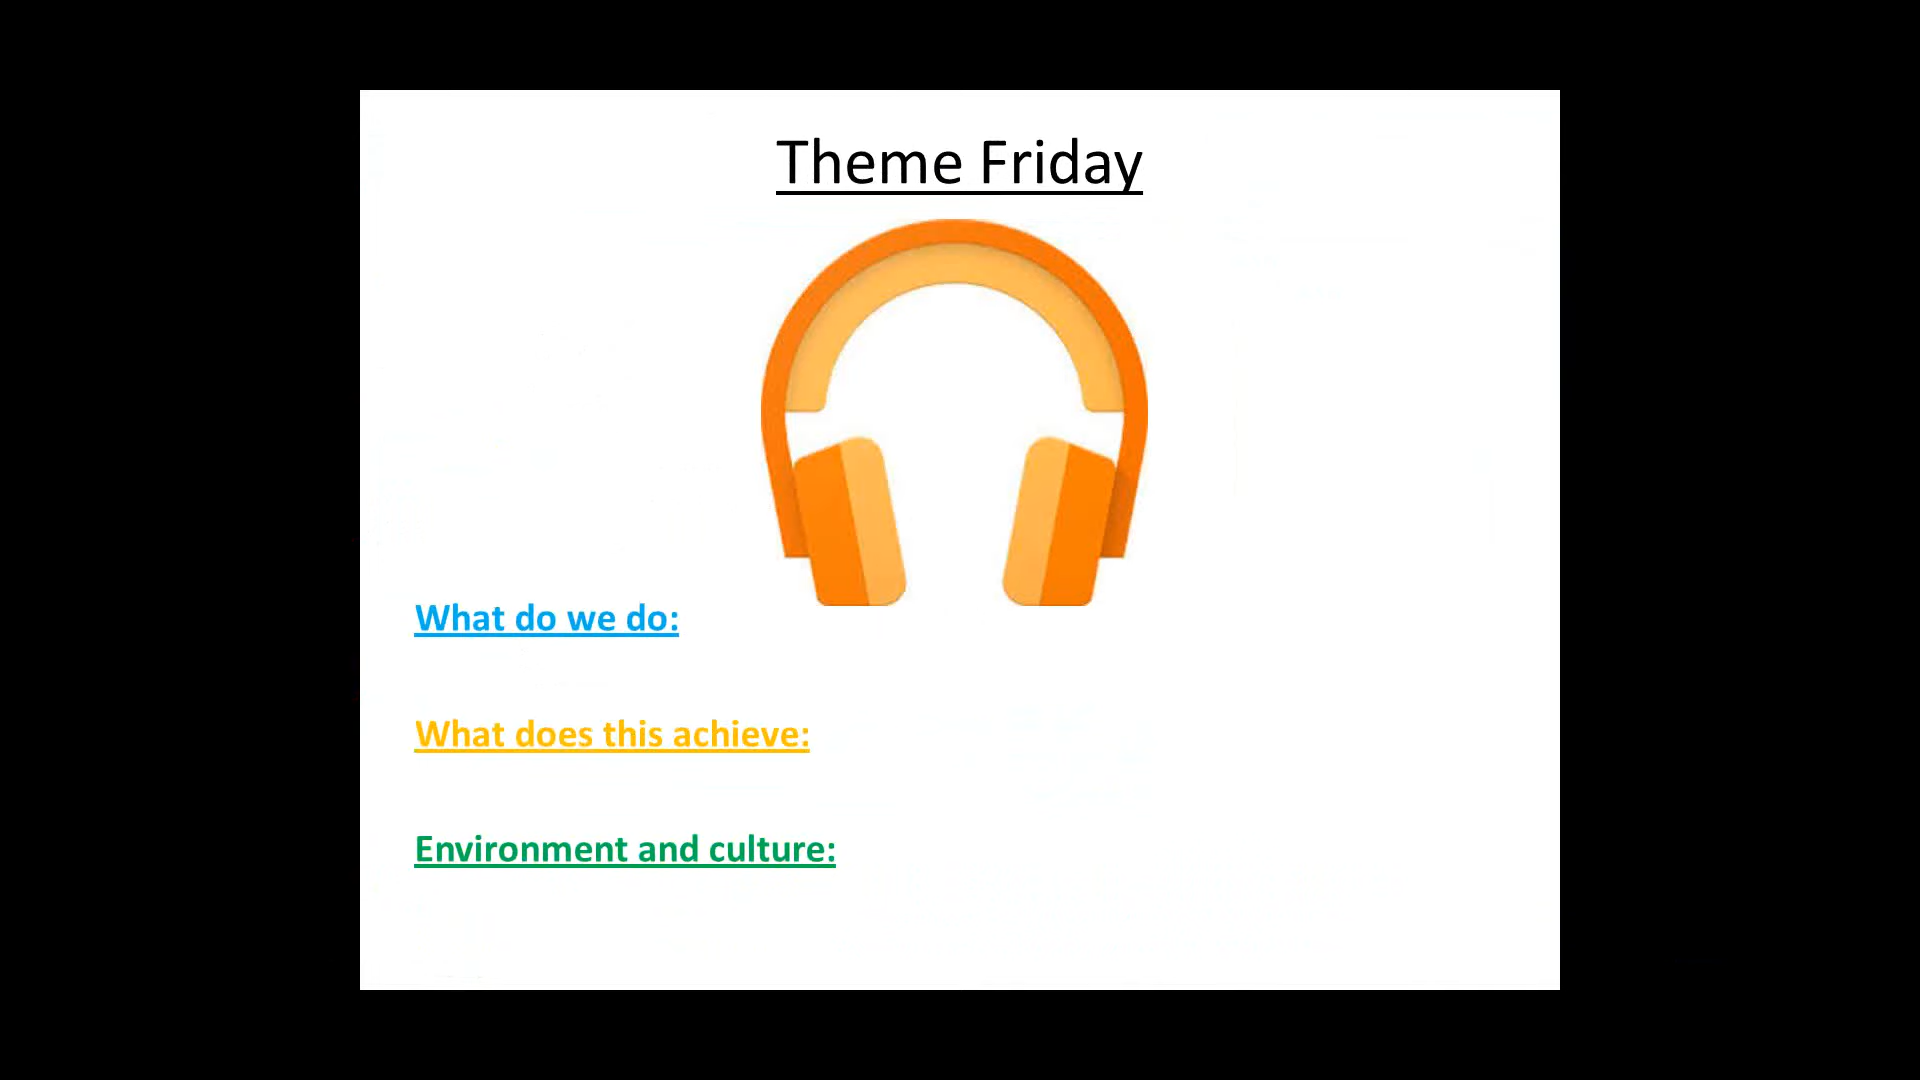 Theme Friday
What do we do:
What does this achieve:
Environment and culture: